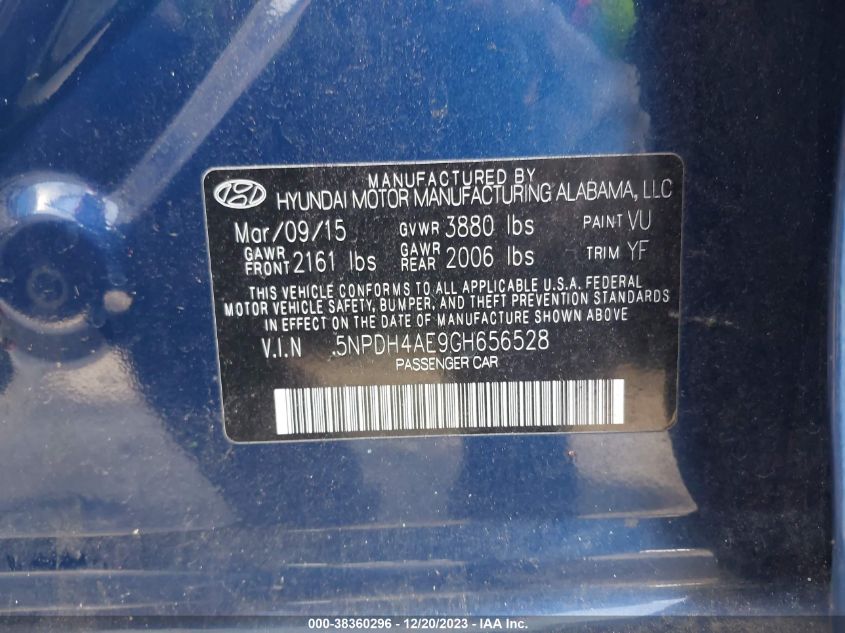 MANUFACTURED BY
HYUNDAI MOTOR MANUFACTURING ALABAMA, LLC
Mar/09/15 GVWR 3880 lbs PAINT VU
GAWR FRONT 2161 lbs GAWR REAR 2006 lbs TRIM YF
THIS VEHICLE CONFORMS TO ALL APPLICABLE U.S.A. FEDERAL
MOTOR VEHICLE SAFETY, BUMPER, AND THEFT PREVENTION STANDARDS
IN EFFECT ON THE DATE OF MANUFACTURE SHOWN ABOVE
V.I.N 5NPDH4AE9GH656528
PASSENGER CAR
000-38360296 - 12/20/2023 - IAA Inc.